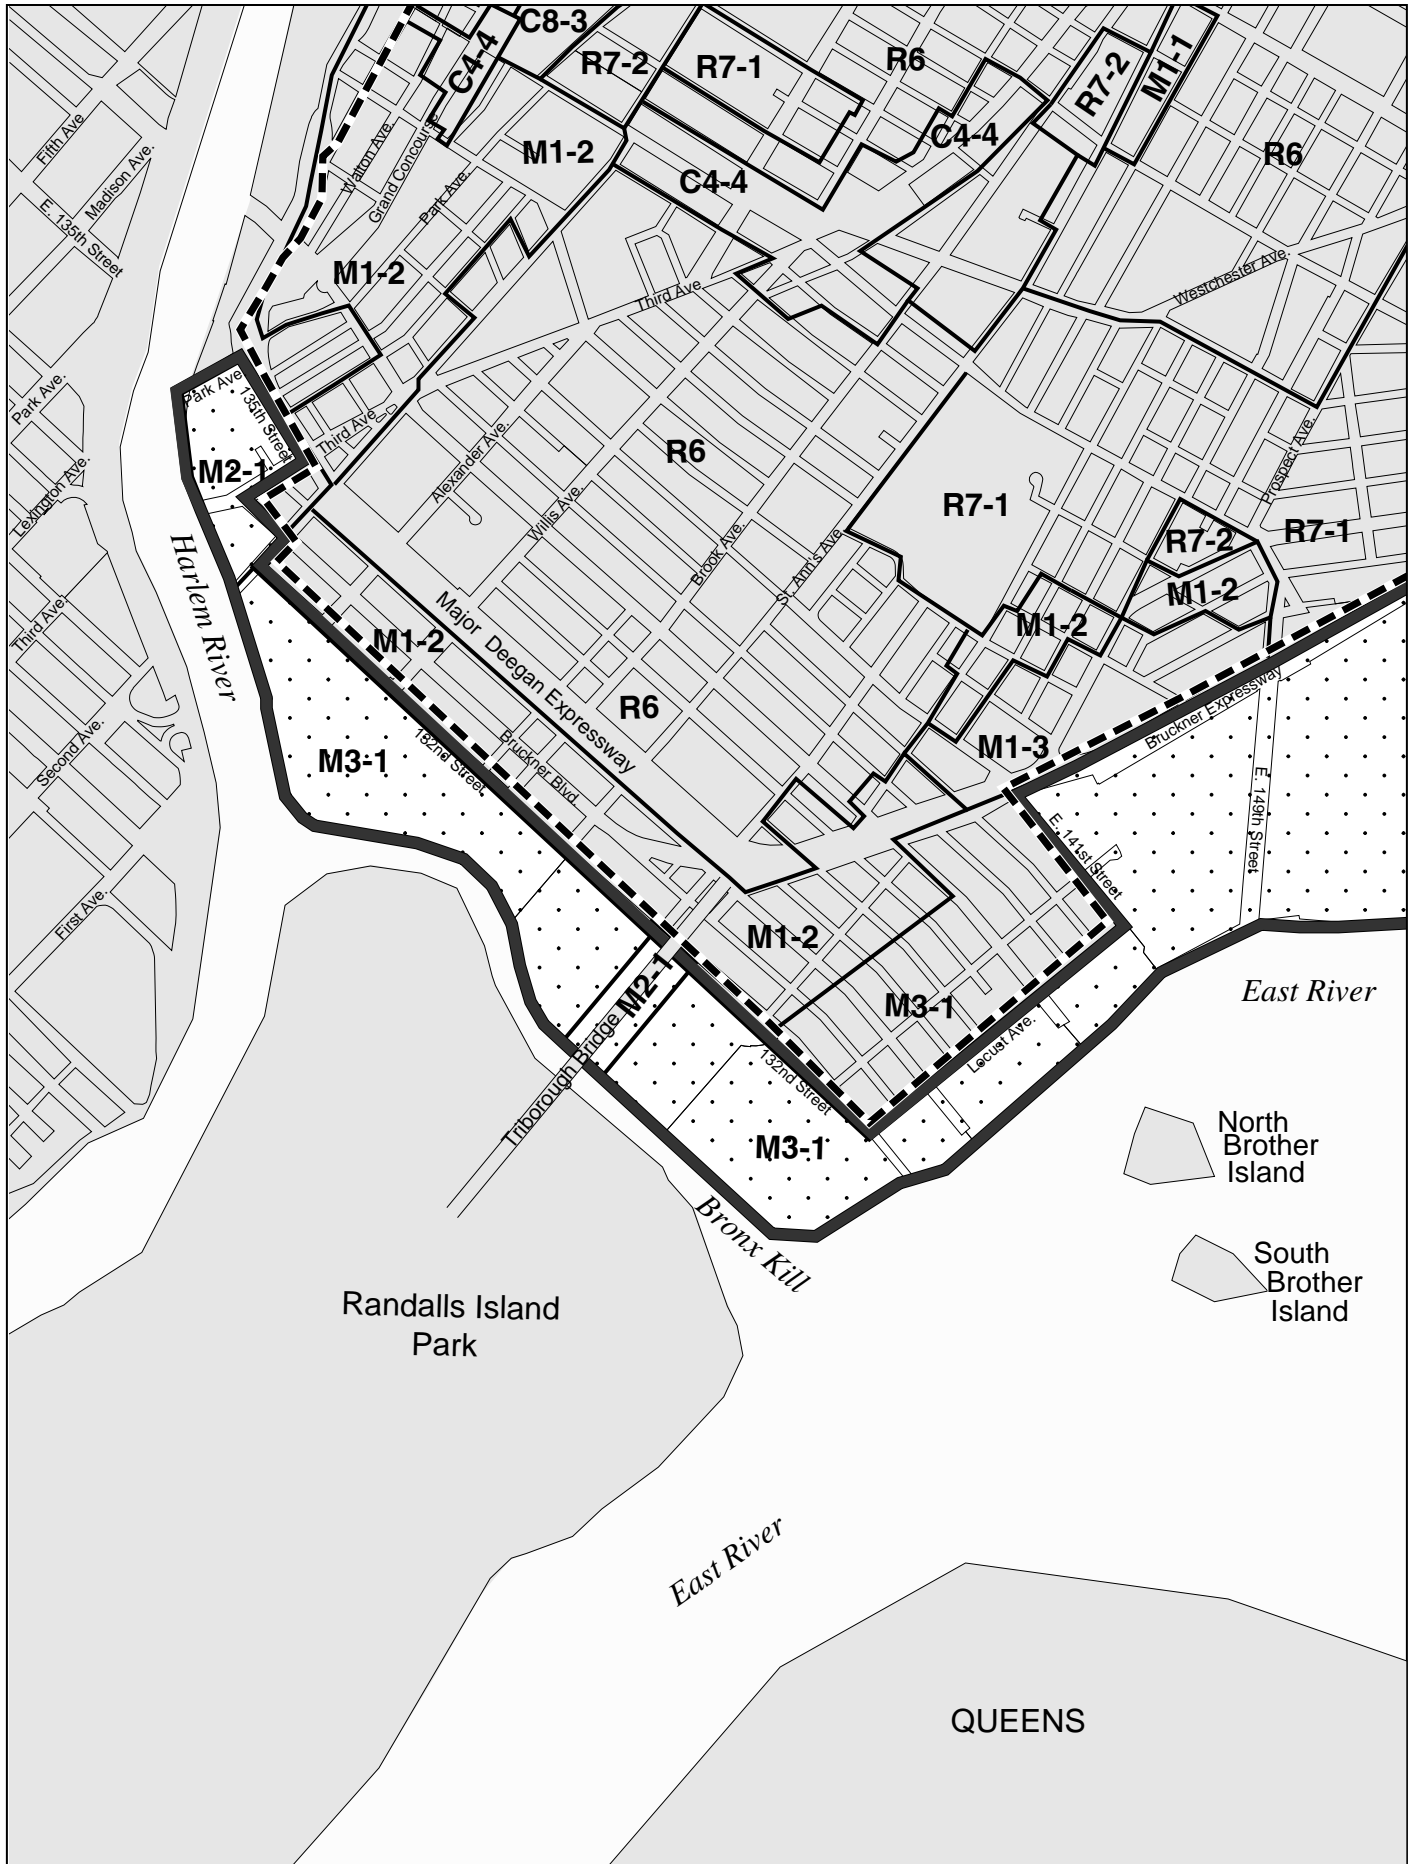 C8-3
C4-4
R7-2
R7-1
R6
R7-2
M1-1
C4-4
R6
Fifth Ave
Madison Ave.
E. 135th Street
Walton Ave.
Grand Concourse
Park Ave.
M1-2
C4-4
M1-2
Third Ave.
Westchester Ave.
Park Ave.
Park Ave
135th Street
Third Ave
M2-1
Lexington Ave.
Alexander Ave.
Willis Ave.
R6
Brook Ave.
St. Ann's Ave.
R7-1
Prospect Ave.
R7-2
R7-1
M1-2
M1-2
Harlem River
Third Ave.
M1-2
Major Deegan Expressway
R6
Second Ave.
M3-1
132nd Street
Bruckner Blvd.
M1-3
Bruckner Expressway
E. 149th Street
E. 141st Street
First Ave.
M1-2
M2-1
M3-1
East River
Triborough Bridge
132nd Street
Locust Ave.
M3-1
North
Brother
Island
Bronx Kill
South
Brother
Island
Randalls Island
Park
East River
QUEENS